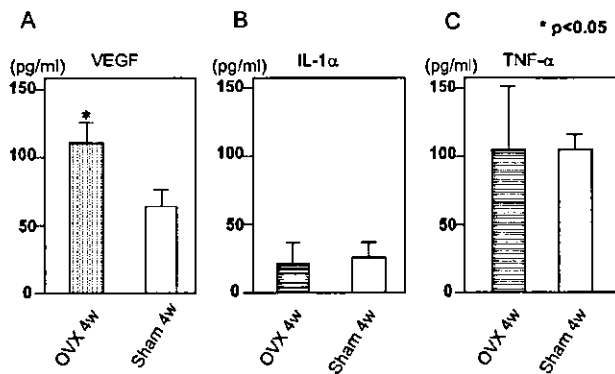 A
B
C
* p<0.05
(pg/ml)
VEGF
(pg/ml)
IL-1α
(pg/ml)
TNF-α
150
100
50
0
*
OVX 4w
Sham 4w
150
100
50
0
OVX 4w
Sham 4w
150
100
50
0
OVX 4w
Sham 4w